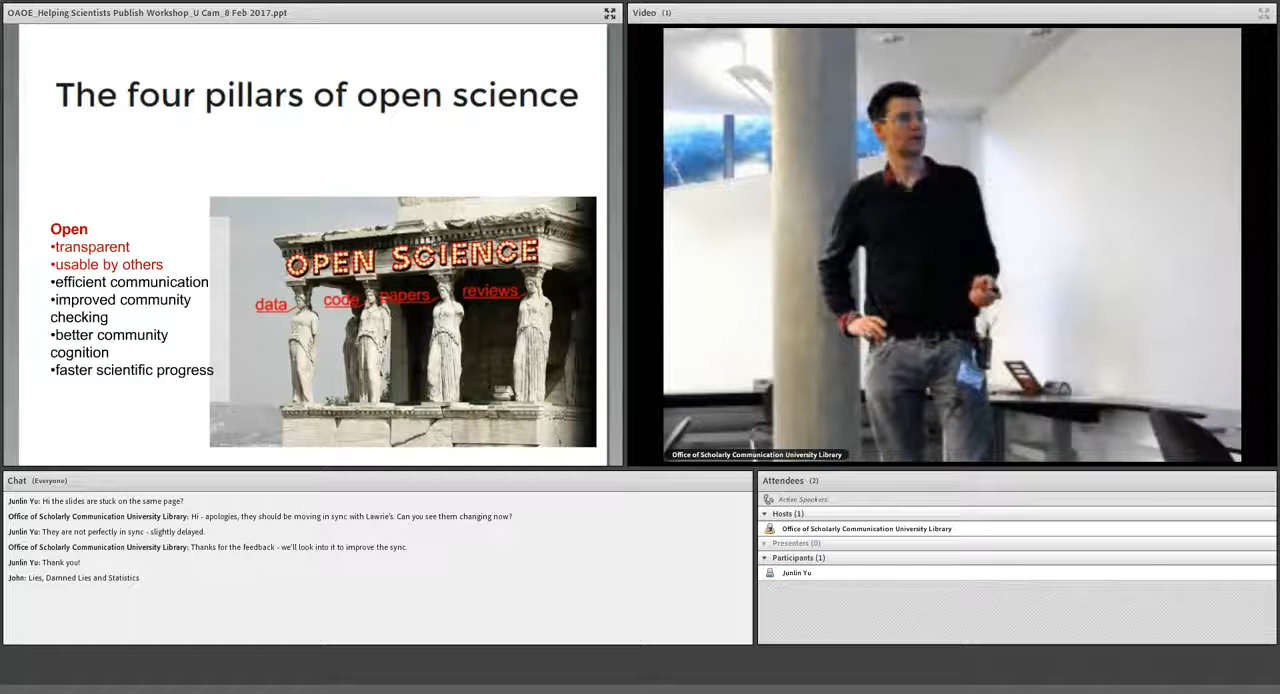 OAOE_Helping Scientists Publish Workshop_U Cam_8 Feb 2017.ppt
The four pillars of open science
Open
•transparent
•usable by others
•efficient communication
•improved community
checking
•better community
cognition
•faster scientific progress
OPEN SCIENCE
data
code
papers
reviews
Video (1)
Office of Scholarly Communication University Library
Chat (Everyone)
Junlin Yu: Hi the slides are stuck on the same page?
Office of Scholarly Communication University Library: Hi - apologies, they should be moving in sync with Lawrie's. Can you see them changing now?
Junlin Yu: They are not perfectly in sync - slightly delayed.
Office of Scholarly Communication University Library: Thanks for the feedback - we'll look into it to improve the sync.
Junlin Yu: Thank you!
John: Lies, Damned Lies and Statistics
Attendees (2)
Active Speakers
Hosts (1)
Office of Scholarly Communication University Library
Presenters (0)
Participants (1)
Junlin Yu